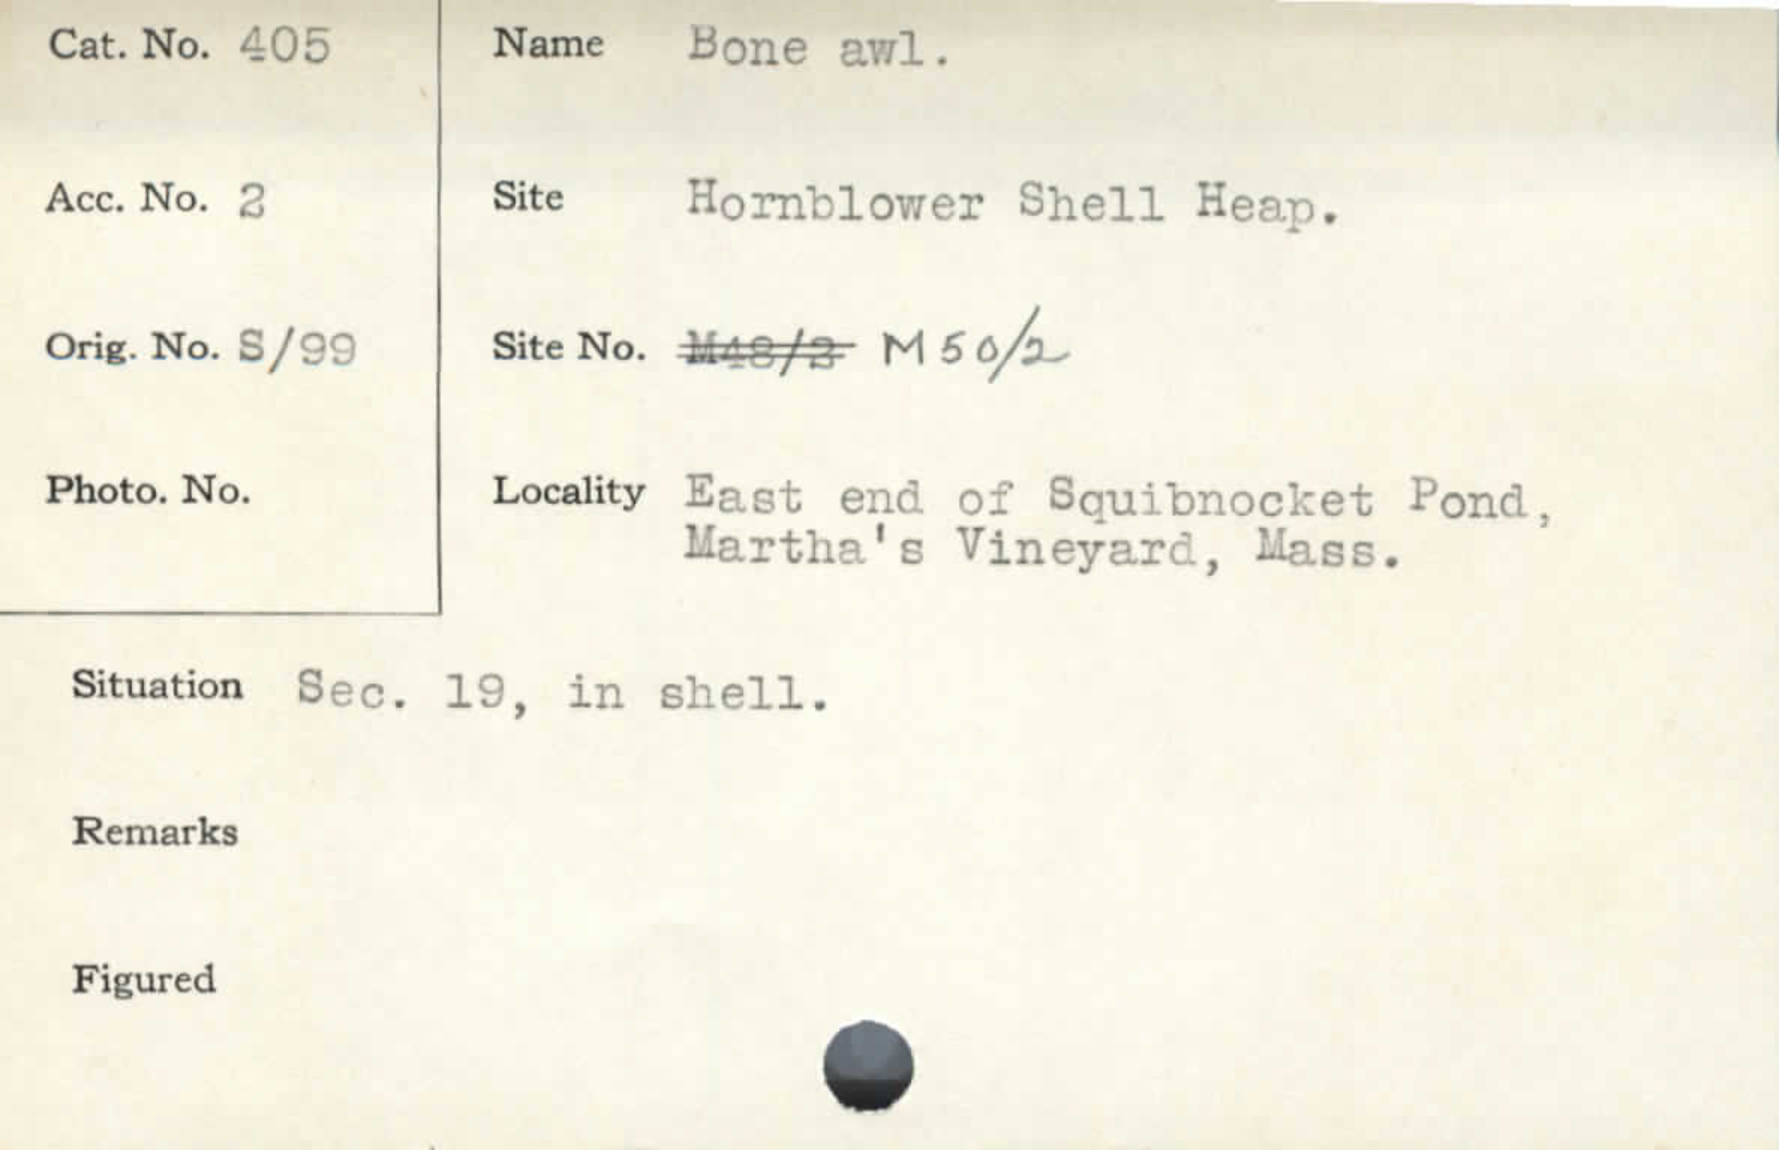 Cat. No. 405
Name Bone awl.
Acc. No. 2
Site Hornblower Shell Heap.
Orig. No. S/99
Site No. M48/2 M50/2
Photo. No.
Locality East end of Squibnocket Pond,
Martha's Vineyard, Mass.
Situation Sec. 19, in shell.
Remarks
Figured